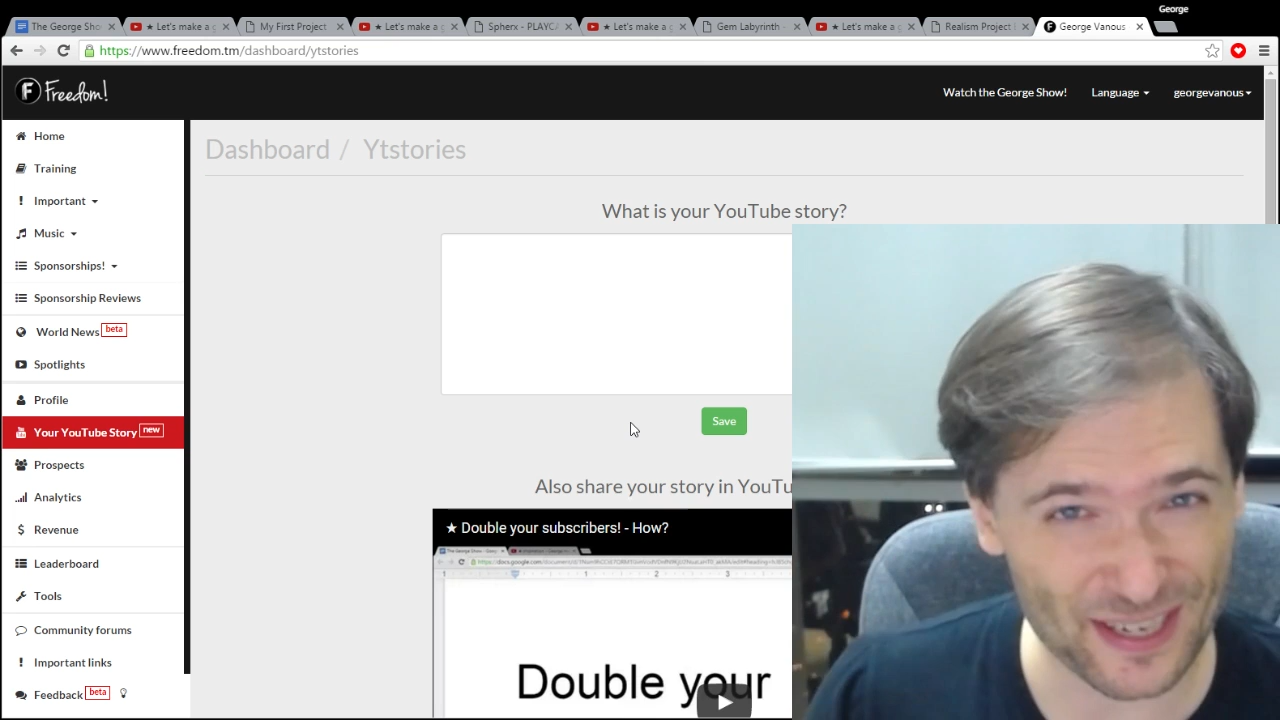 George
The George Sho
★ Let's make a g
My First Project
★ Let's make a g
Spherx - PLAYCA
★ Let's make a g
Gem Labyrinth -
★ Let's make a g
Realism Project
George Vanous
https://www.freedom.tm/dashboard/ytstories
F Freedom!
Watch the George Show!
Language
georgevanous
Home
Training
Important
Music
Sponsorships!
Sponsorship Reviews
World News beta
Spotlights
Profile
Your YouTube Story new
Prospects
Analytics
Revenue
Leaderboard
Tools
Community forums
Important links
Feedback beta
Dashboard / Ytstories
What is your YouTube story?
Save
Also share your story in YouTu
★ Double your subscribers! - How?
Double your